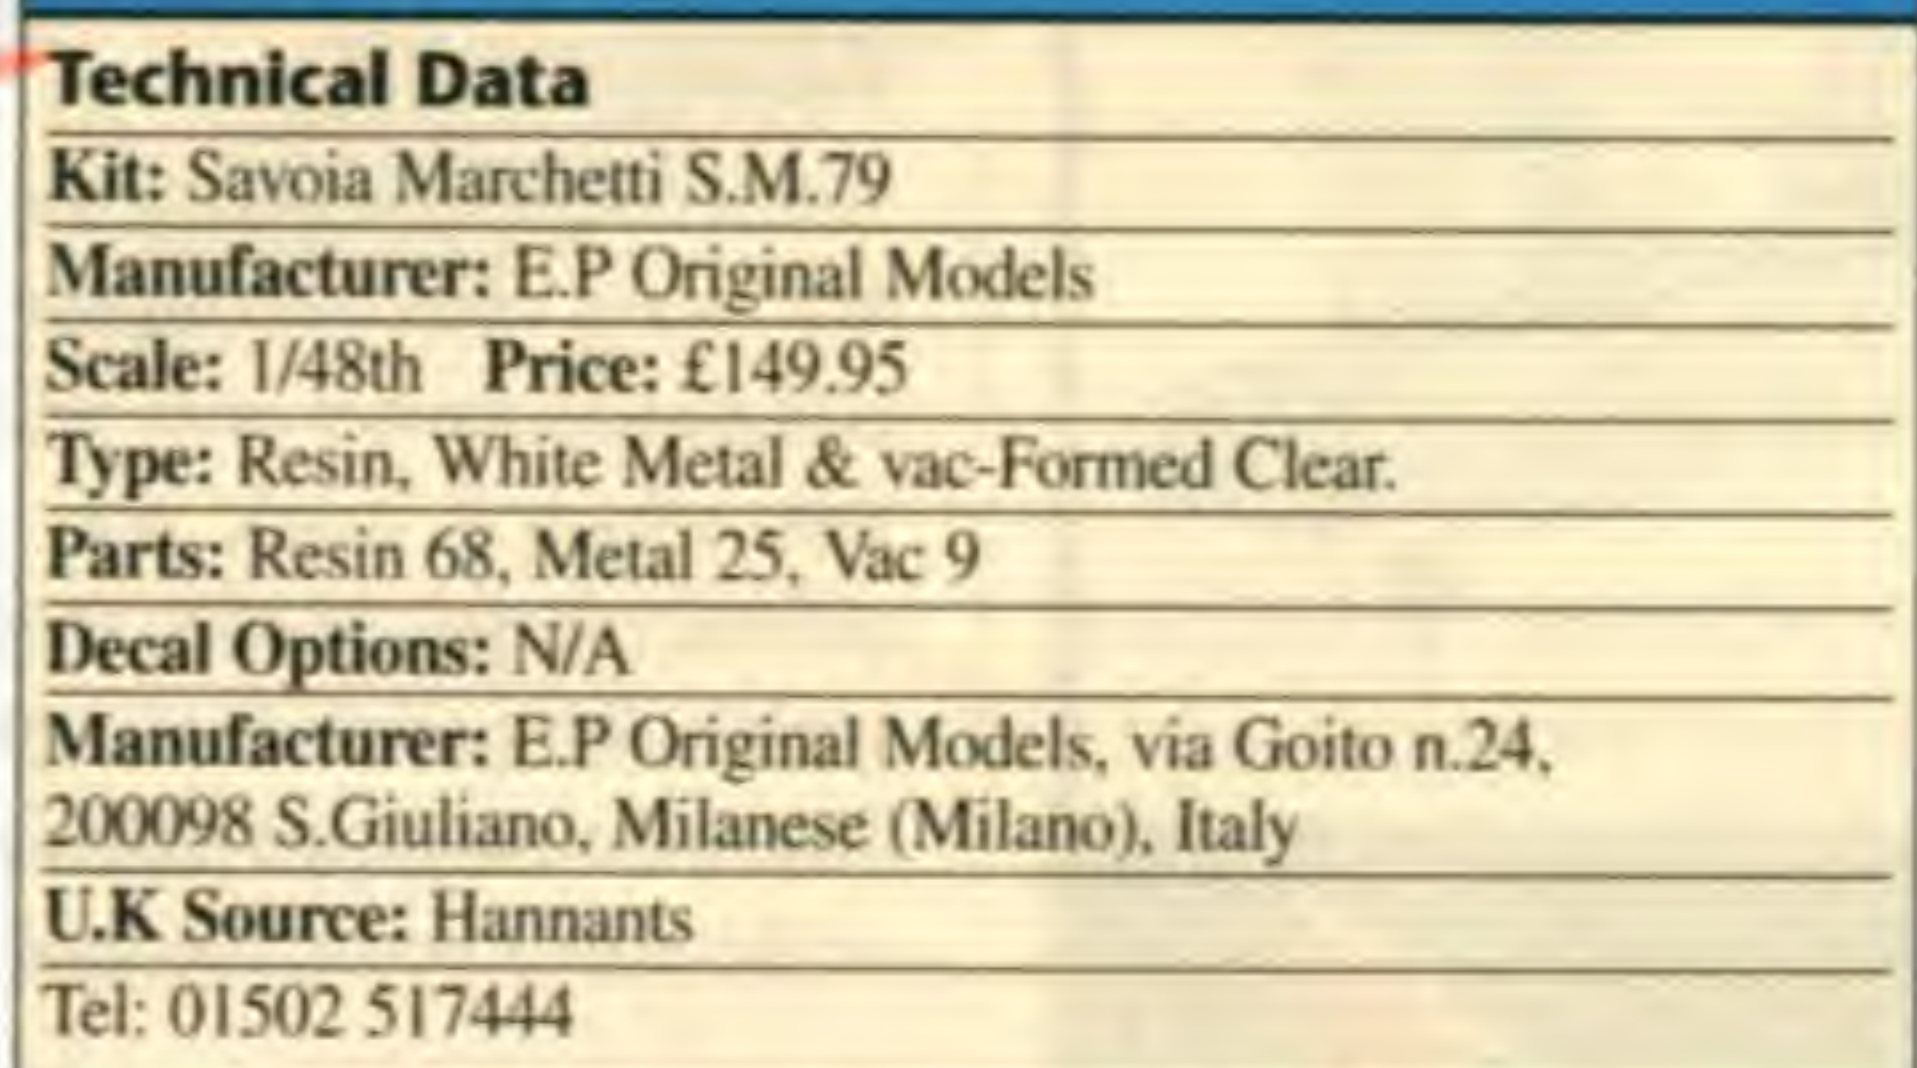 Technical Data
Kit: Savoia Marchetti S.M.79
Manufacturer: E.P Original Models
Scale: 1/48th Price: £149.95
Type: Resin, White Metal & vac-Formed Clear.
Parts: Resin 68, Metal 25, Vac 9
Decal Options: N/A
Manufacturer: E.P Original Models, via Goito n.24,
200098 S.Giuliano, Milanese (Milano), Italy
U.K Source: Hannants
Tel: 01502 517444